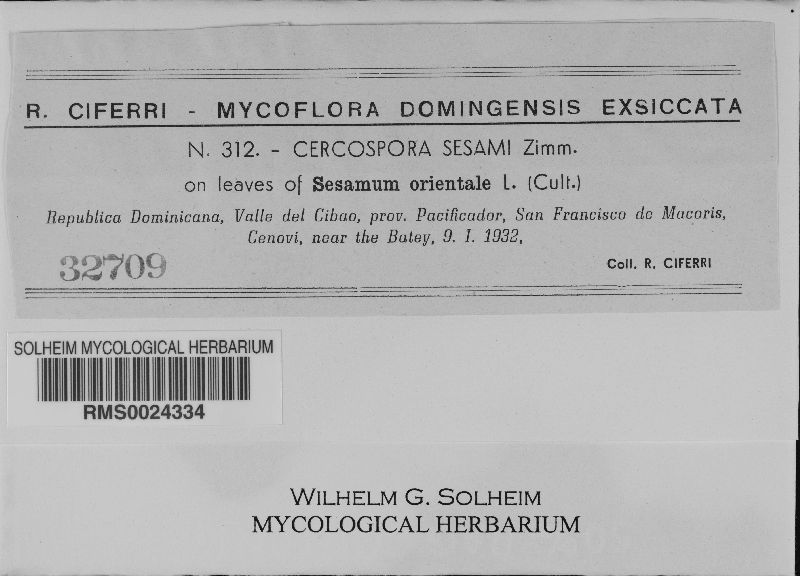 R. CIFERRI - MYCOFLORA DOMINGENSIS EXSICCATA
N. 312. - CERCOSPORA SESAMI Zimm.
on leaves of Sesamum orientale L. (Cult.)
Republica Dominicana, Valle del Cibao, prov. Pacificador, San Francisco de Macoris,
Cenovi, near the Batey, 9. I. 1932,
32709
Coll. R. CIFERRI
SOLHEIM MYCOLOGICAL HERBARIUM
RMS0024334
WILHELM G. SOLHEIM
MYCOLOGICAL HERBARIUM